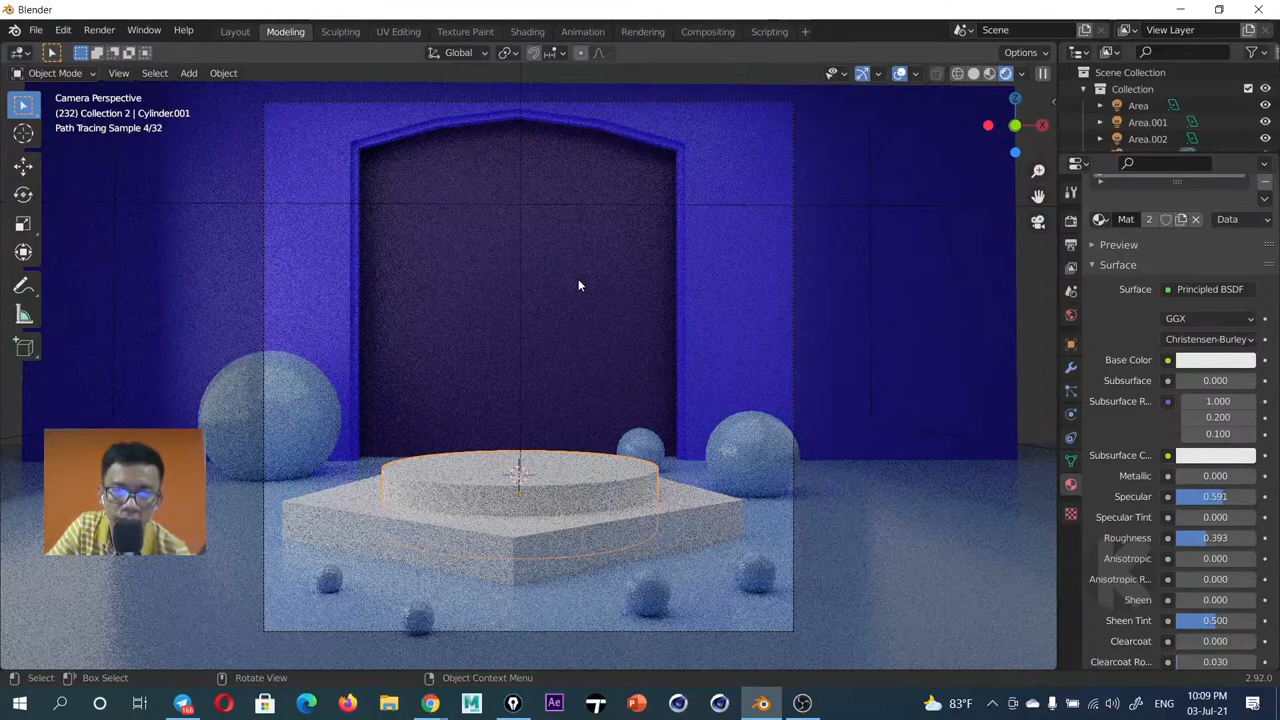 Blender
File Edit Render Window Help
Layout Modeling Sculpting UV Editing Texture Paint Shading Animation Rendering Compositing Scripting
Scene
View Layer
Global
Options
Object Mode View Select Add Object
Camera Perspective
(232) Collection 2 | Cylinder.001
Path Tracing Sample 4/32
Z
X
Scene Collection
Collection
Area
Area.001
Area.002
Mat 2 Data
Preview
Surface
Surface Principled BSDF
GGX
Christensen-Burley
Base Color
Subsurface 0.000
Subsurface R... 1.000
0.200
0.100
Subsurface C...
Metallic 0.000
Specular 0.591
Specular Tint 0.000
Roughness 0.393
Anisotropic 0.000
Anisotropic R... 0.000
Sheen 0.000
Sheen Tint 0.500
Clearcoat 0.000
Clearcoat Ro... 0.030
Select Box Select Rotate View Object Context Menu 2.92.0
166
83°F
ENG
10:09 PM
03-Jul-21